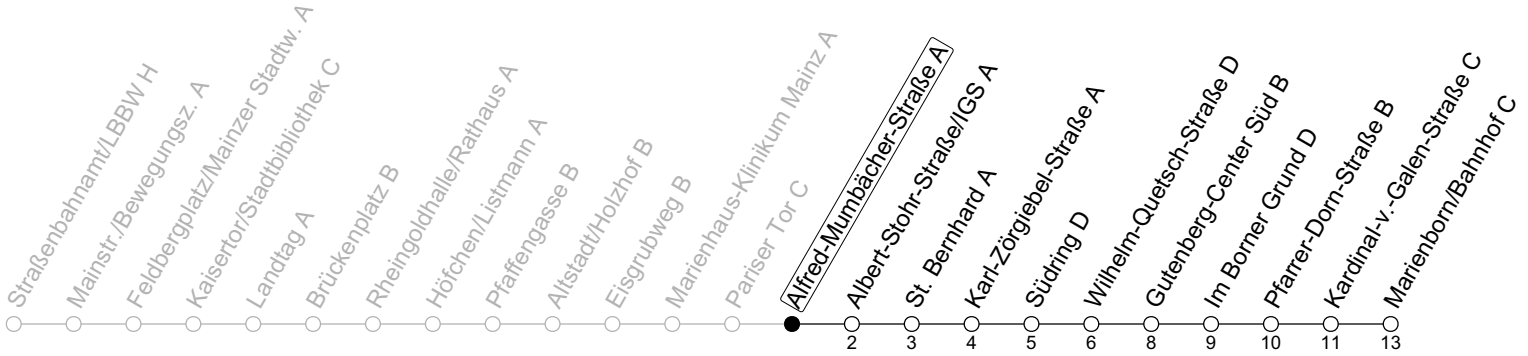 Straßenbahnamt/LBBW H
Mainstr./Bewegungsz. A
Feldbergplatz/Mainzer Stadtw. A
Kaisertor/Stadtbibliothek C
Landtag A
Brückenplatz B
Rheingoldhalle/Rathaus A
Höfchen/Listmann A
Pfaffengasse B
Altstadt/Holzhof B
Eisgrubweg B
Marienhaus-Klinikum Mainz A
Pariser Tor C
Alfred-Mumbächer-Straße A
Albert-Stohr-Straße/IGS A
St. Bernhard A
Karl-Zörgiebel-Straße A
Südring D
Wilhelm-Quetsch-Straße D
Gutenberg-Center Süd B
Im Borner Grund D
Pfarrer-Dorn-Straße B
Kardinal-v.-Galen-Straße C
Marienborn/Bahnhof C
2 3 4 5 6 8 9 10 11 13